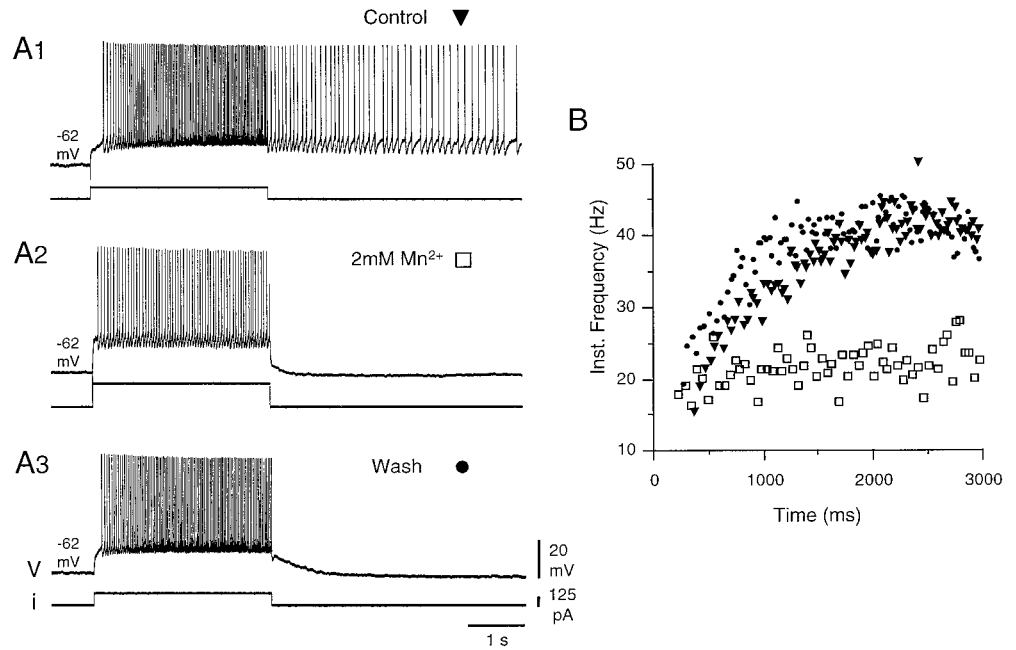 Control ▼
A1
-62
mV
A2
2mM Mn²⁺ □
-62
mV
A3
Wash ●
-62
mV
V
i
20
mV
125
pA
1 s
B
50
40
30
20
10
Inst. Frequency (Hz)
0 1000 2000 3000
Time (ms)